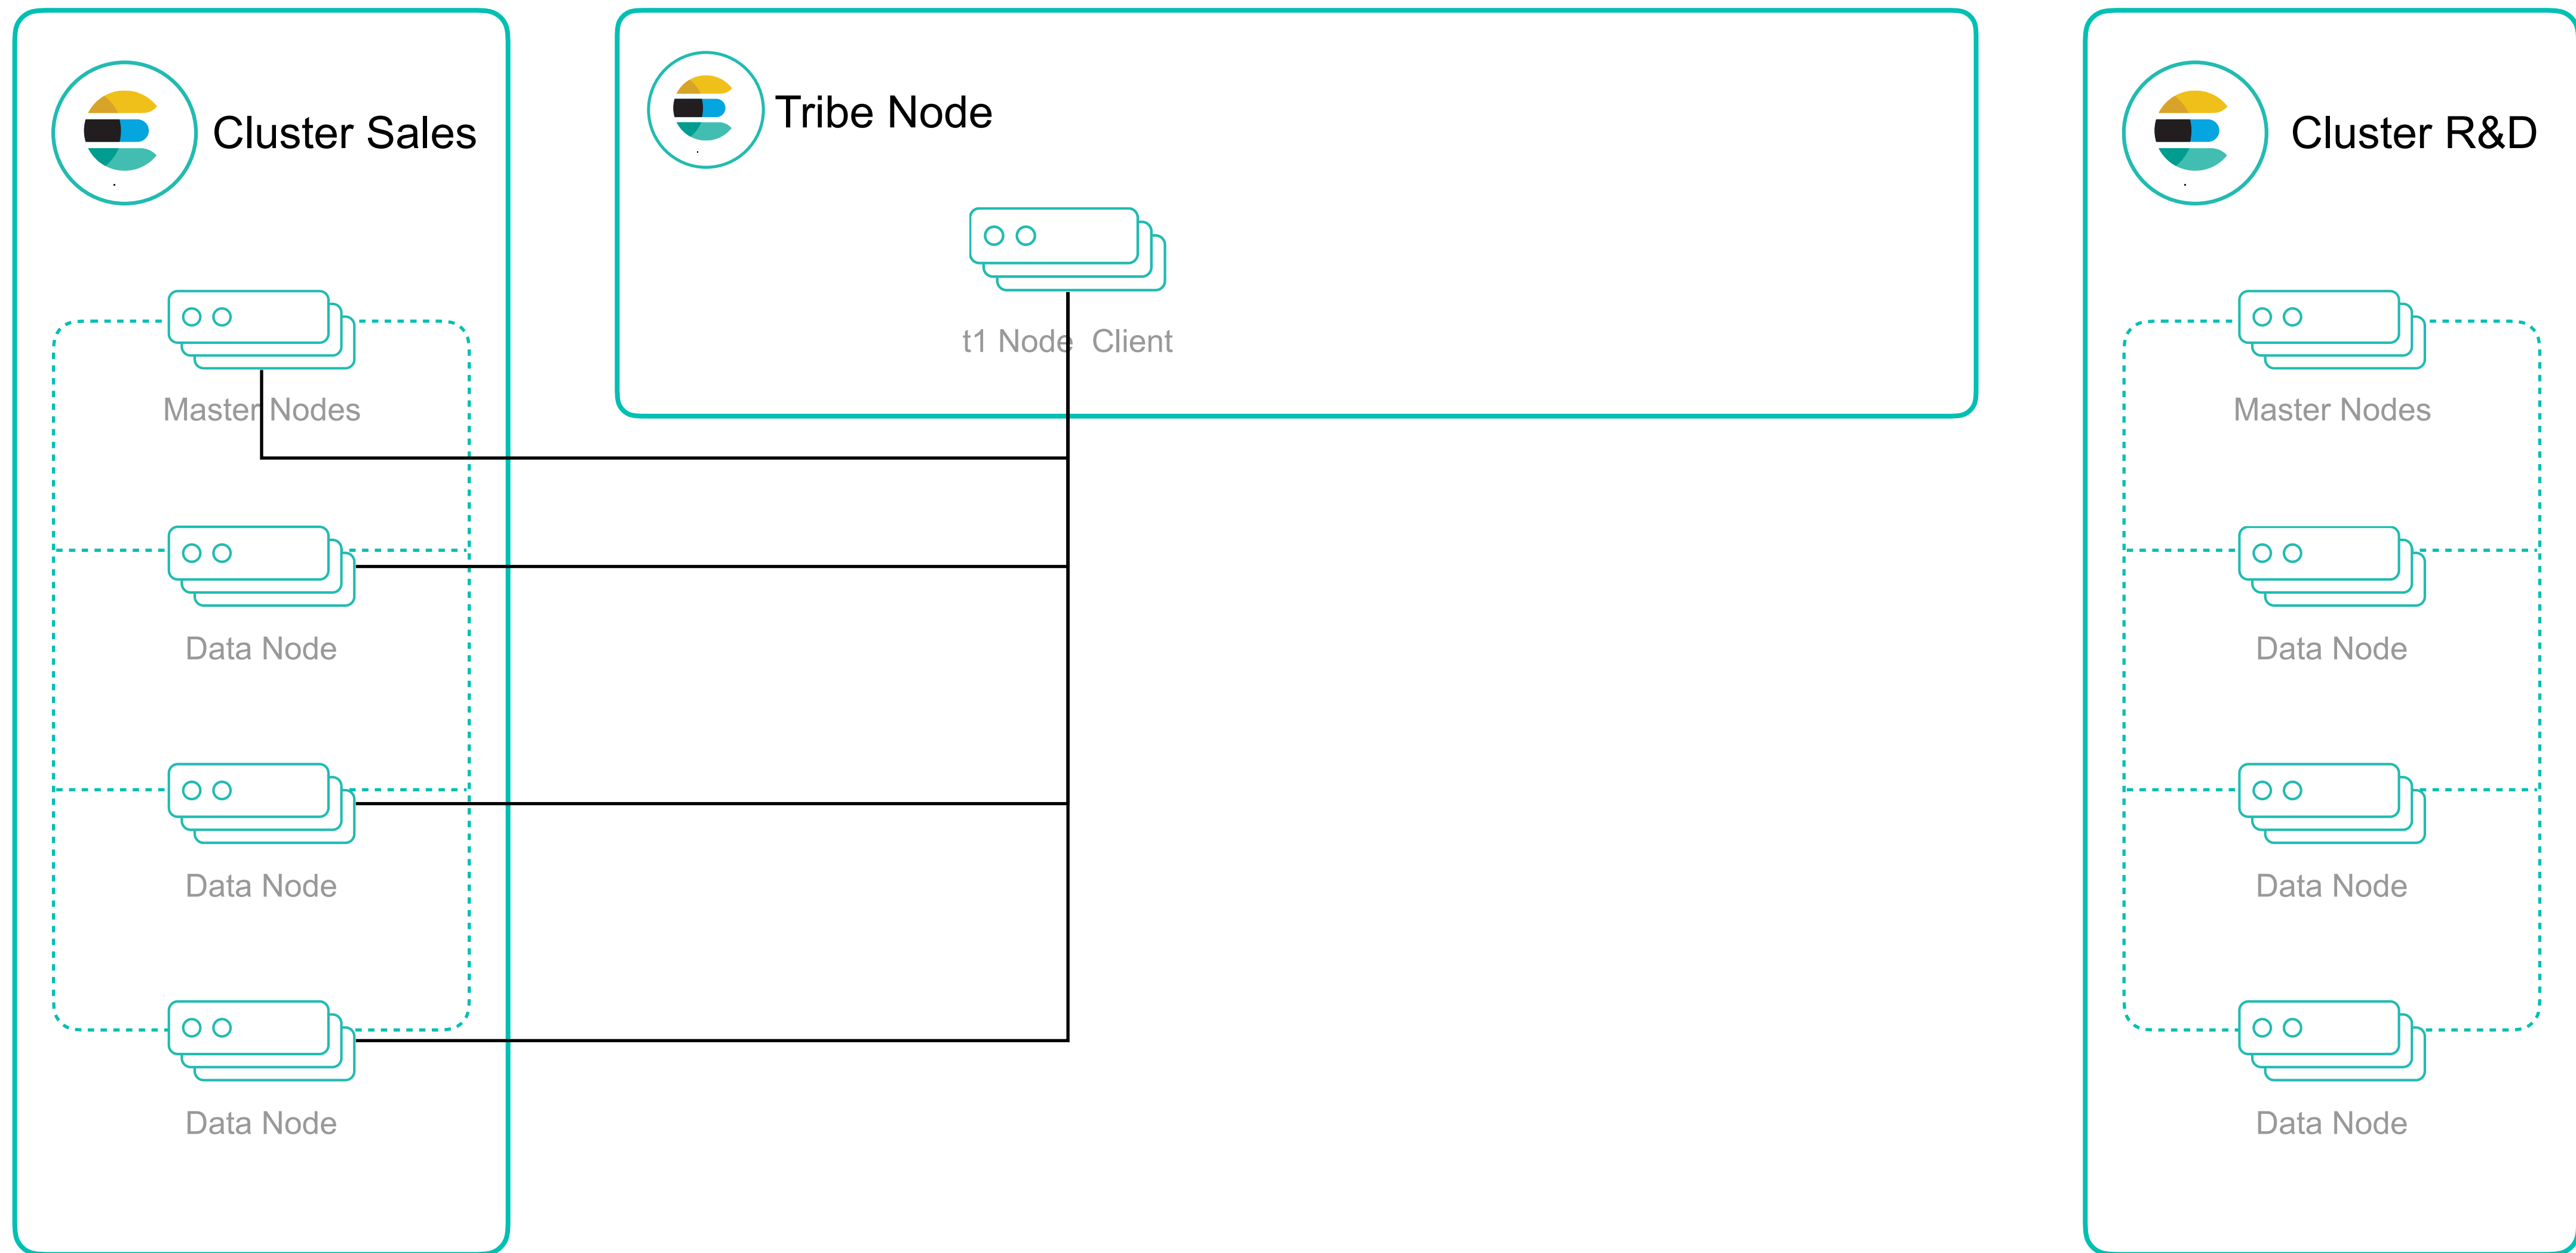 Cluster Sales
Master Nodes
Data Node
Data Node
Data Node
Tribe Node
t1 Node  Client
Cluster R&D
Master Nodes
Data Node
Data Node
Data Node